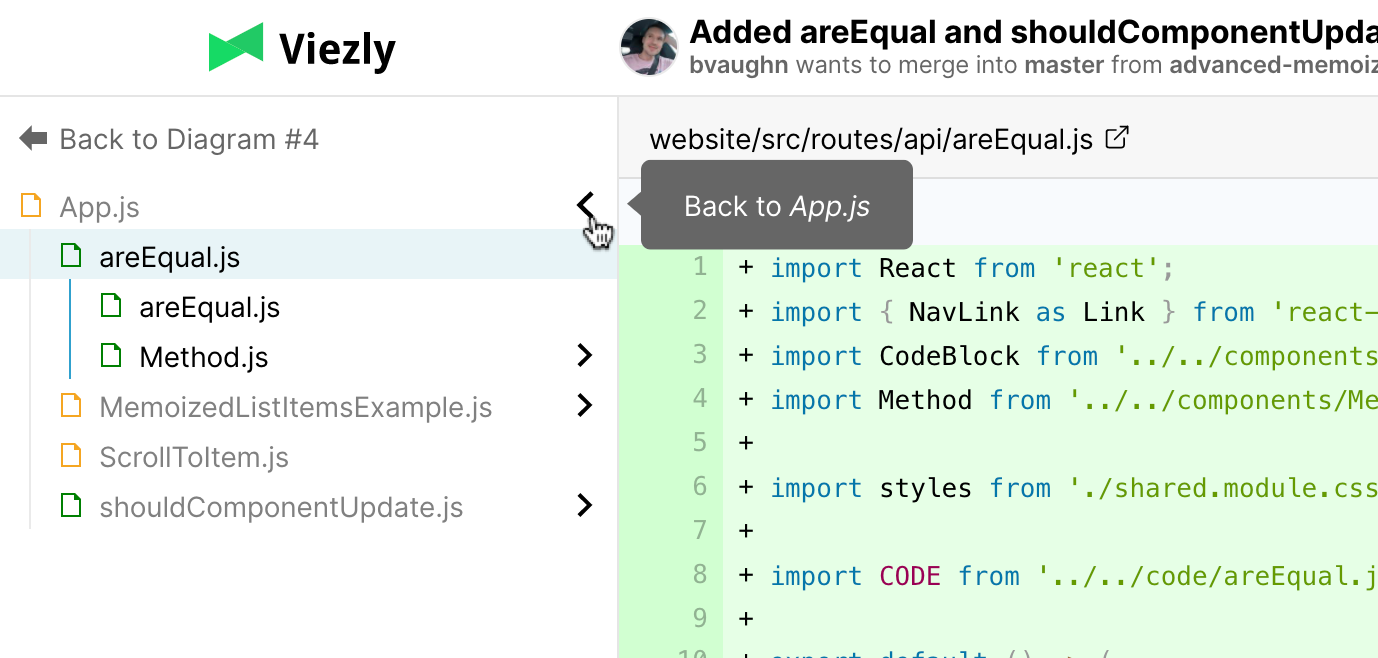 Viezly
Added areEqual and shouldComponentUpda
bvaughn wants to merge into master from advanced-memoiz
Back to Diagram #4
App.js
areEqual.js
areEqual.js
Method.js
MemoizedListItemsExample.js
ScrollToItem.js
shouldComponentUpdate.js
website/src/routes/api/areEqual.js
Back to App.js
1 + import React from 'react';
2 + import { NavLink as Link } from 'react-
3 + import CodeBlock from '../../components
4 + import Method from '../../components/Me
5 +
6 + import styles from './shared.module.css
7 +
8 + import CODE from '../../code/areEqual.j
9 +
10 + export default () => (